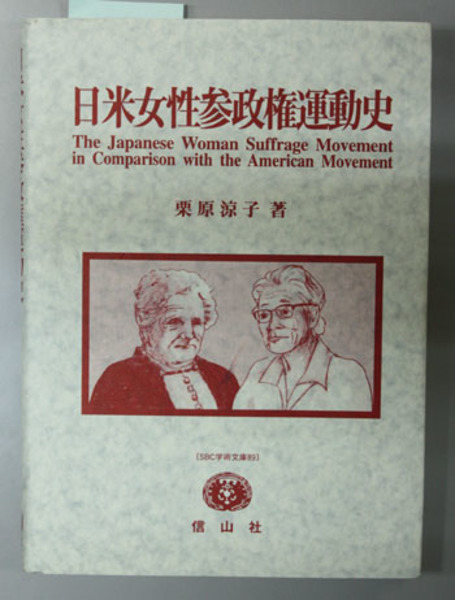 日米女性参政権運動史
The Japanese Woman Suffrage Movement
in Comparison with the American Movement
栗原涼子 著
〔SBC学術文庫89〕
信山社